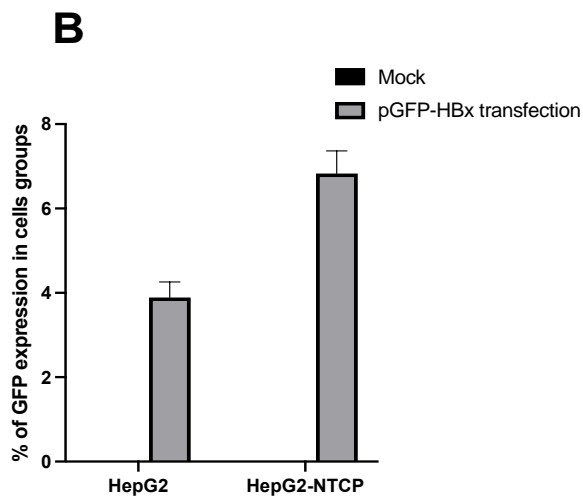 B
Mock
pGFP-HBx transfection
% of GFP expression in cells groups
8
6
4
2
0
HepG2
HepG2-NTCP